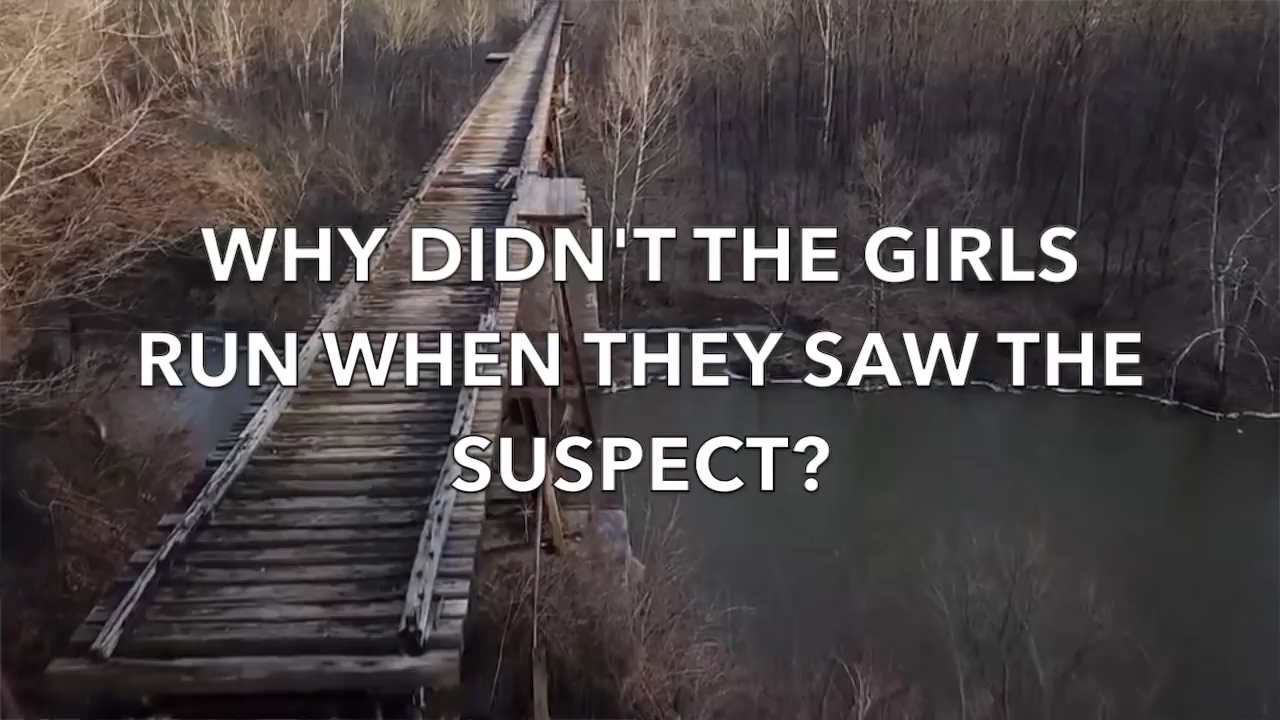 WHY DIDN'T THE GIRLS
RUN WHEN THEY SAW THE
SUSPECT?